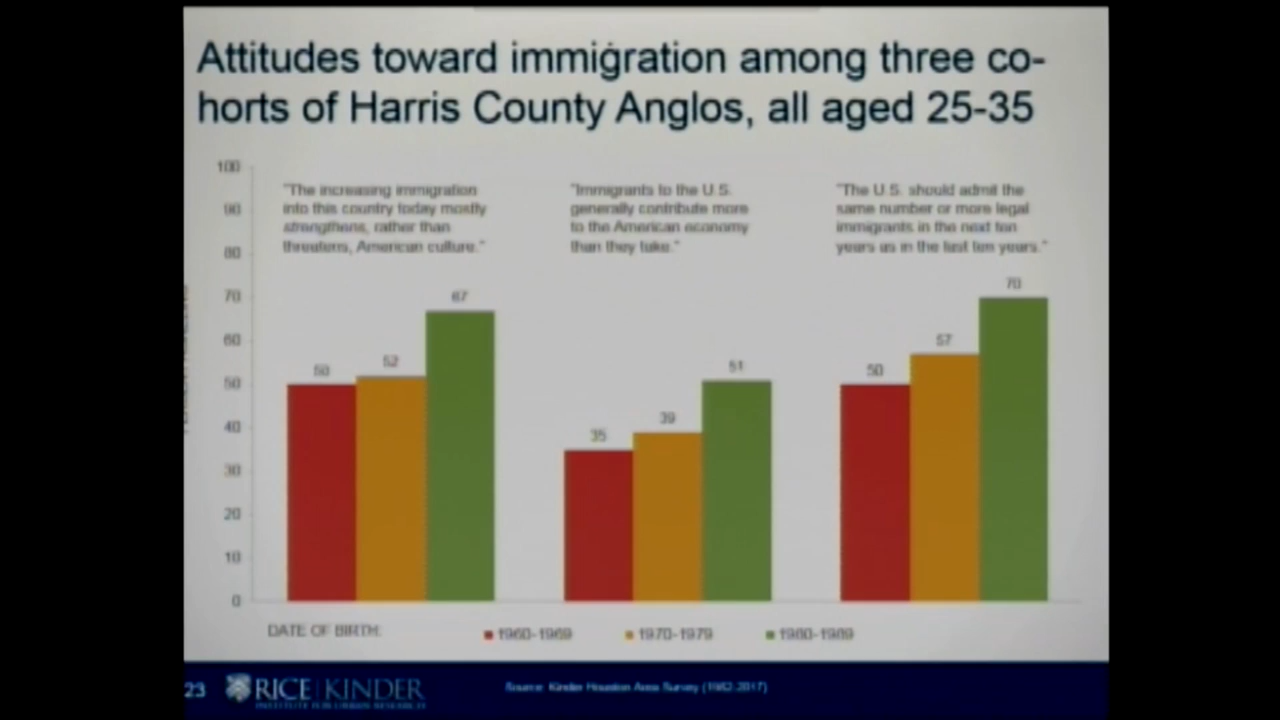 Attitudes toward immigration among three co-
horts of Harris County Anglos, all aged 25-35
100
90
80
70
60
50
40
30
20
10
0
"The increasing immigration
into this country today mostly
strengthens, rather than
threatens, American culture."
"Immigrants to the U.S.
generally contribute more
to the American economy
than they take."
"The U.S. should admit the
same number or more legal
immigrants in the next ten
years as in the last ten years."
50
52
67
35
39
51
50
57
70
DATE OF BIRTH:
1960-1969
1970-1979
1980-1989
23
RICE | KINDER
INSTITUTE FOR URBAN RESEARCH
Source: Kinder Houston Area Survey (1982-2017)